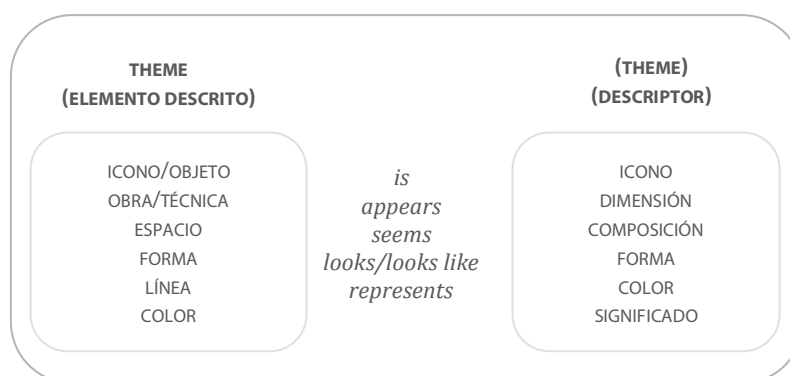 THEME
(ELEMENTO DESCRITO)
ICONO/OBJETO
OBRA/TÉCNICA
ESPACIO
FORMA
LÍNEA
COLOR
is
appears
seems
looks/looks like
represents
(THEME)
(DESCRIPTOR)
ICONO
DIMENSIÓN
COMPOSICIÓN
FORMA
COLOR
SIGNIFICADO